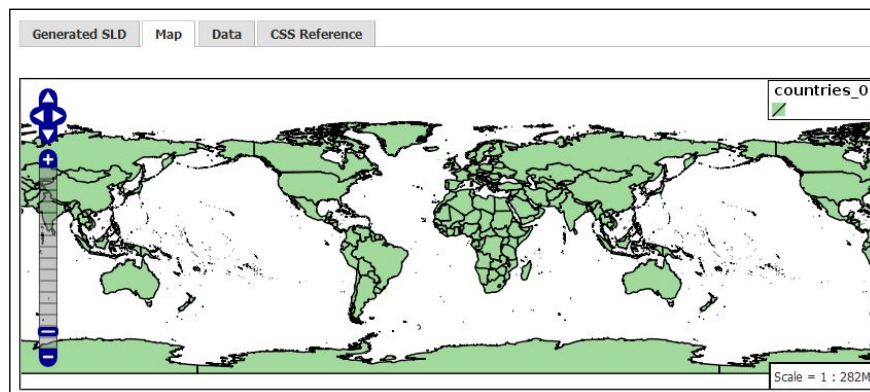 Generated SLD Map Data CSS Reference
countries_0
Scale = 1 : 282M